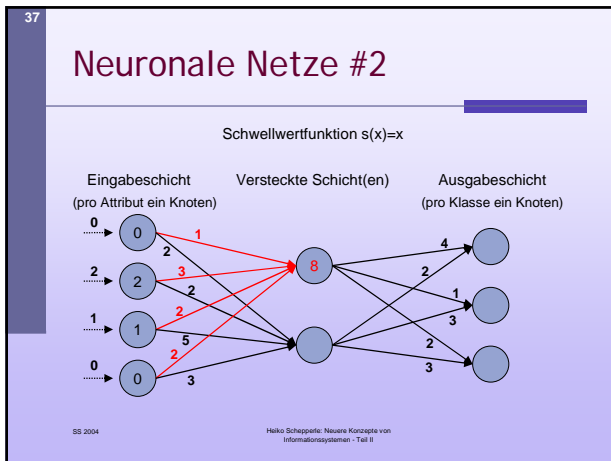 37
Neuronale Netze #2
Schwellwertfunktion s(x)=x
Eingabeschicht
(pro Attribut ein Knoten)
Versteckte Schicht(en)
Ausgabeschicht
(pro Klasse ein Knoten)
0
0
1
2
2
2
3
2
1
1
2
5
0
0
2
3
8
4
2
1
3
2
3
SS 2004
Heiko Schepperle: Neuere Konzepte von
Informationssystemen - Teil II